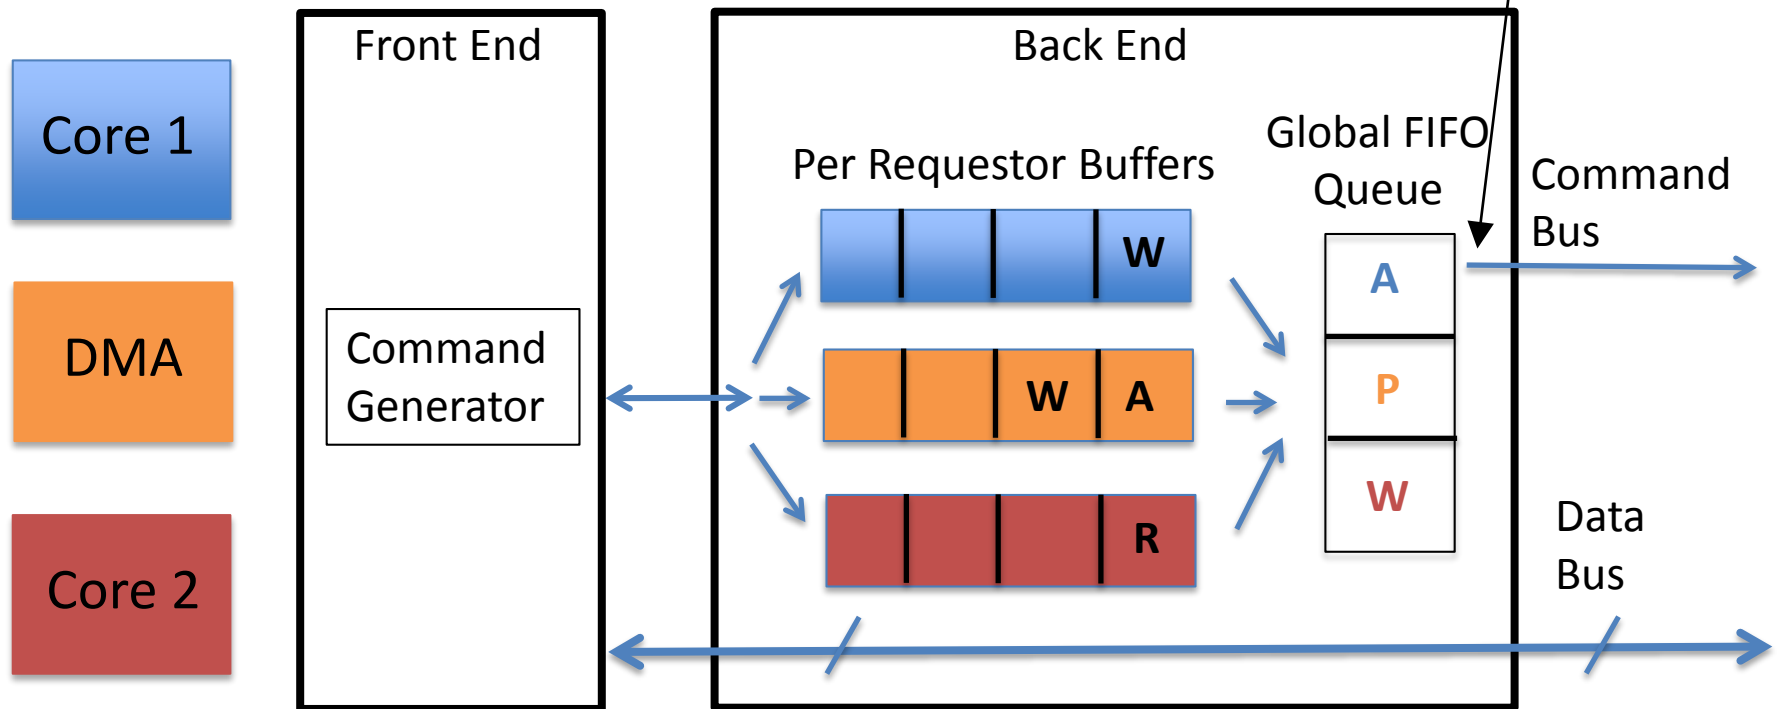 Front End
Back End
Core 1
DMA
Core 2
Command
Generator
Per Requestor Buffers
W
W A
R
Global FIFO
Queue
A
P
W
Command
Bus
Data
Bus